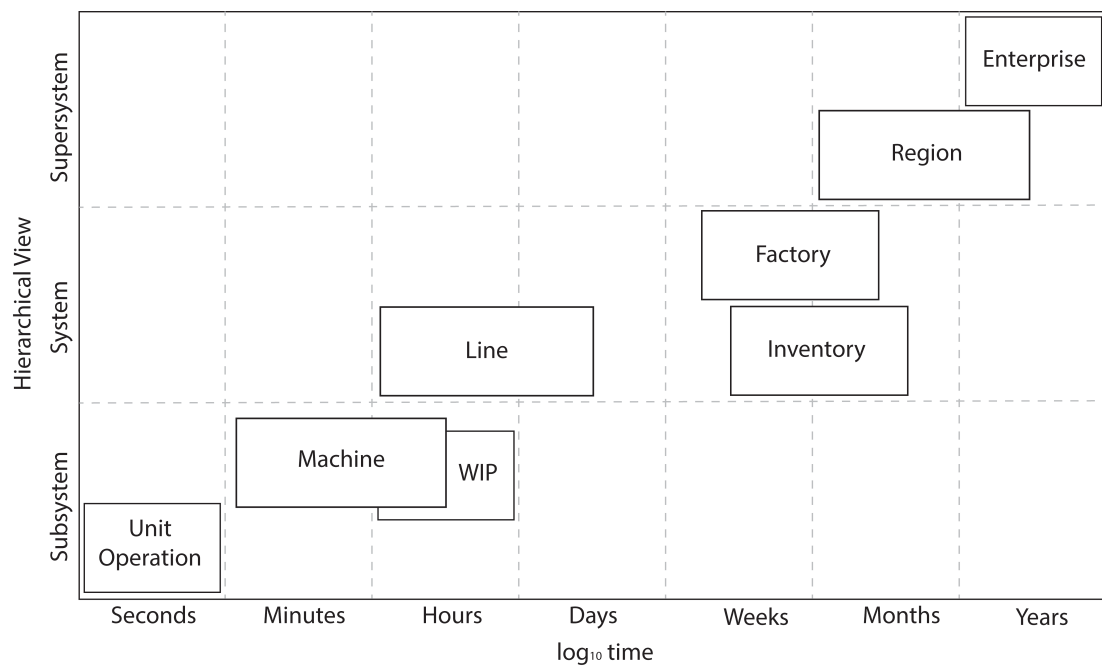 Hierarchical View
Supersystem
System
Subsystem
Enterprise
Region
Factory
Line
Inventory
Machine
WIP
Unit
Operation
Seconds
Minutes
Hours
Days
Weeks
Months
Years
log₁₀ time